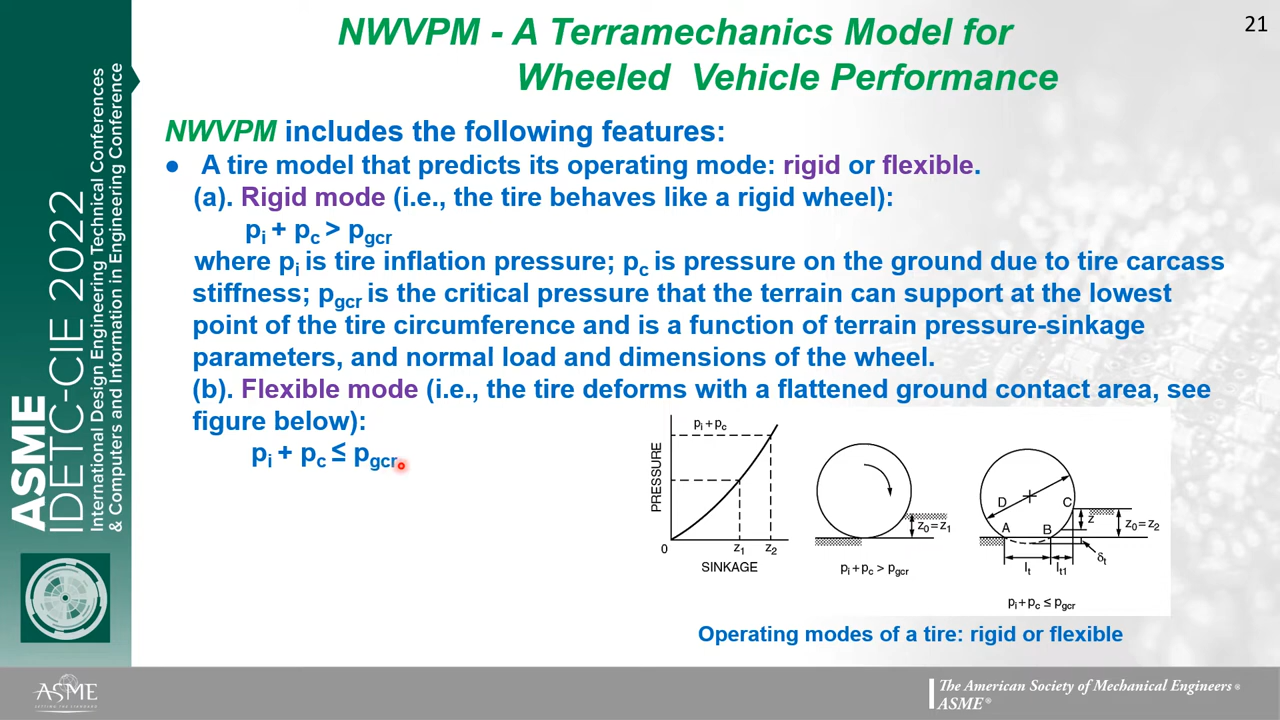 21
NWVPM - A Terramechanics Model for
Wheeled Vehicle Performance
NWVPM includes the following features:
● A tire model that predicts its operating mode: rigid or flexible.
(a). Rigid mode (i.e., the tire behaves like a rigid wheel):
pi + pc > pgcr
where pi is tire inflation pressure; pc is pressure on the ground due to tire carcass
stiffness; pgcr is the critical pressure that the terrain can support at the lowest
point of the tire circumference and is a function of terrain pressure-sinkage
parameters, and normal load and dimensions of the wheel.
(b). Flexible mode (i.e., the tire deforms with a flattened ground contact area, see
figure below):
pi + pc ≤ pgcr.
PRESSURE
pi + pc
0
z1
z2
SINKAGE
z0=z1
pi+pc > pgcr
D
C
A
B
z
z0=z2
δt
lt
lt1
pi+pc ≤ pgcr
Operating modes of a tire: rigid or flexible
ASME
IDETC-CIE 2022
International Design Engineering Technical Conferences
& Computers and Information in Engineering Conference
ASME
SETTING THE STANDARD
The American Society of Mechanical Engineers®
ASME®